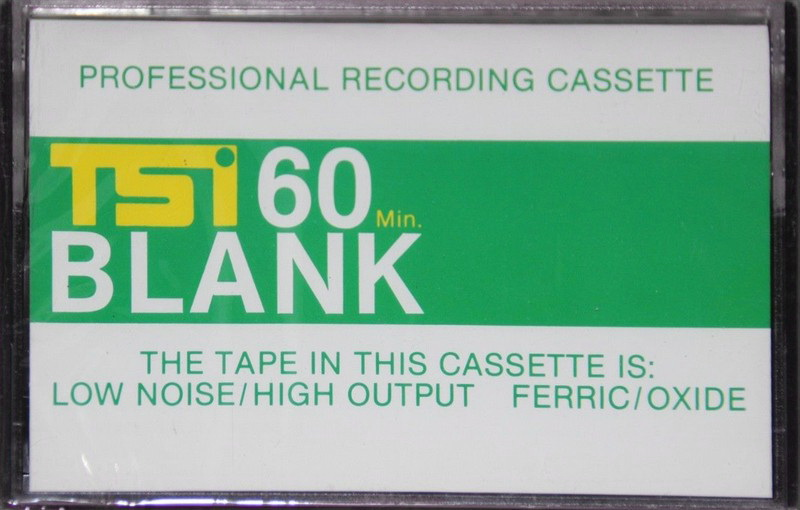 PROFESSIONAL RECORDING CASSETTE
TSi 60 Min.
BLANK
THE TAPE IN THIS CASSETTE IS:
LOW NOISE/HIGH OUTPUT FERRIC/OXIDE